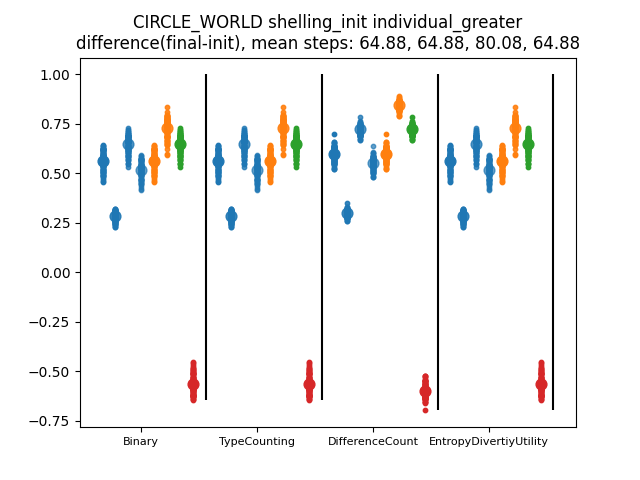 CIRCLE_WORLD shelling_init individual_greater
difference(final-init), mean steps: 64.88, 64.88, 80.08, 64.88
1.00
0.75
0.50
0.25
0.00
−0.25
−0.50
−0.75
Binary TypeCounting DifferenceCount EntropyDivertiyUtility